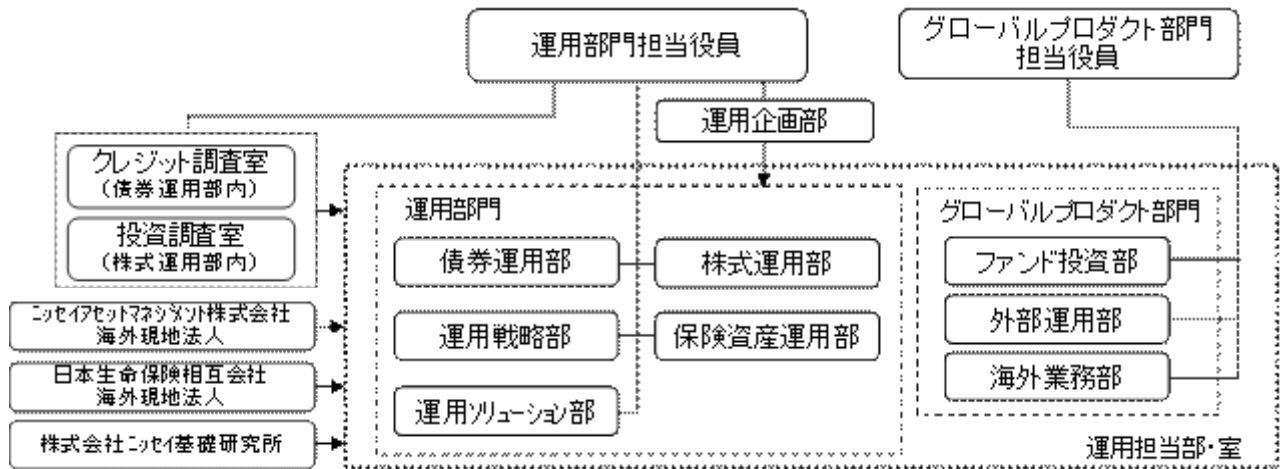 運用部門担当役員
グローバルプロダクト部門
担当役員
運用企画部
クレジット調査室
(債券運用部内)
投資調査室
(株式運用部内)
運用部門
債券運用部
株式運用部
運用戦略部
保険資産運用部
運用ソリューション部
グローバルプロダクト部門
ファンド投資部
外部運用部
海外業務部
ニッセイアセットマネジメント株式会社
海外現地法人
日本生命保険相互会社
海外現地法人
株式会社ニッセイ基礎研究所
運用担当部・室